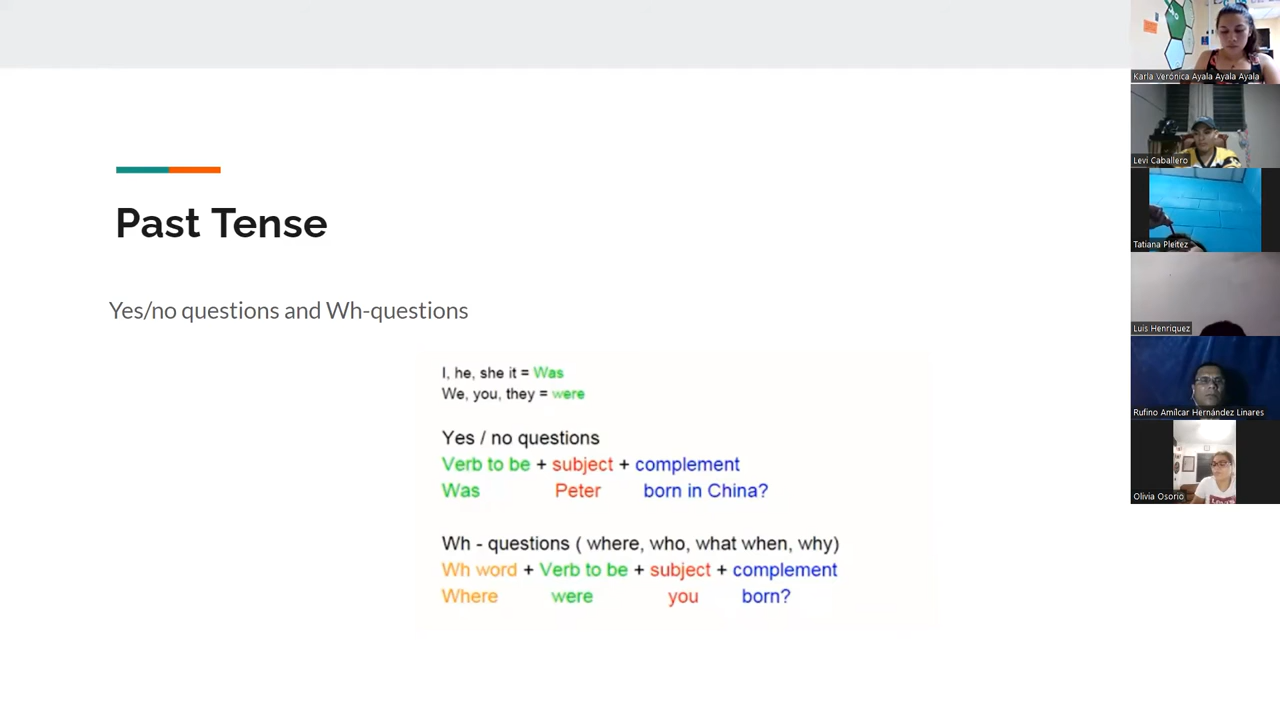 Past Tense
Yes/no questions and Wh-questions
I, he, she it = Was
We, you, they = were
Yes / no questions
Verb to be + subject + complement
Was Peter born in China?
Wh - questions ( where, who, what when, why)
Wh word + Verb to be + subject + complement
Where were you born?
Karla Verónica Ayala Ayala Ayala
Levi Caballero
Tatiana Pleitez
Luis Henriquez
Rufino Amílcar Hernández Linares
Olivia Osorio